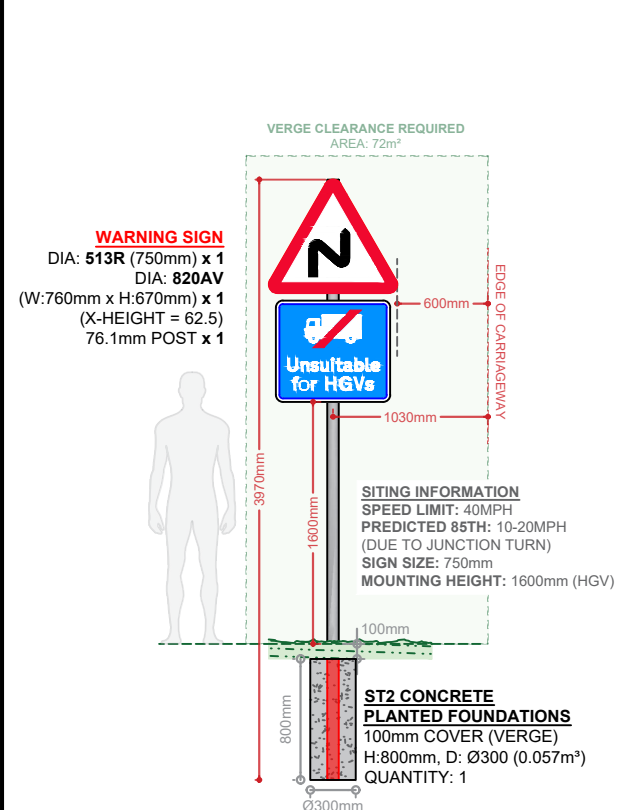 VERGE CLEARANCE REQUIRED
AREA: 72m²
WARNING SIGN
DIA: 513R (750mm) x 1
DIA: 820AV
(W:760mm x H:670mm) x 1
(X-HEIGHT = 62.5)
76.1mm POST x 1
600mm
EDGE OF CARRIAGEWAY
Unsuitable
for HGVs
1030mm
3970mm
1600mm
SITING INFORMATION
SPEED LIMIT: 40MPH
PREDICTED 85TH: 10-20MPH
(DUE TO JUNCTION TURN)
SIGN SIZE: 750mm
MOUNTING HEIGHT: 1600mm (HGV)
100mm
800mm
ST2 CONCRETE
PLANTED FOUNDATIONS
100mm COVER (VERGE)
H:800mm, D: Ø300 (0.057m³)
QUANTITY: 1
Ø300mm